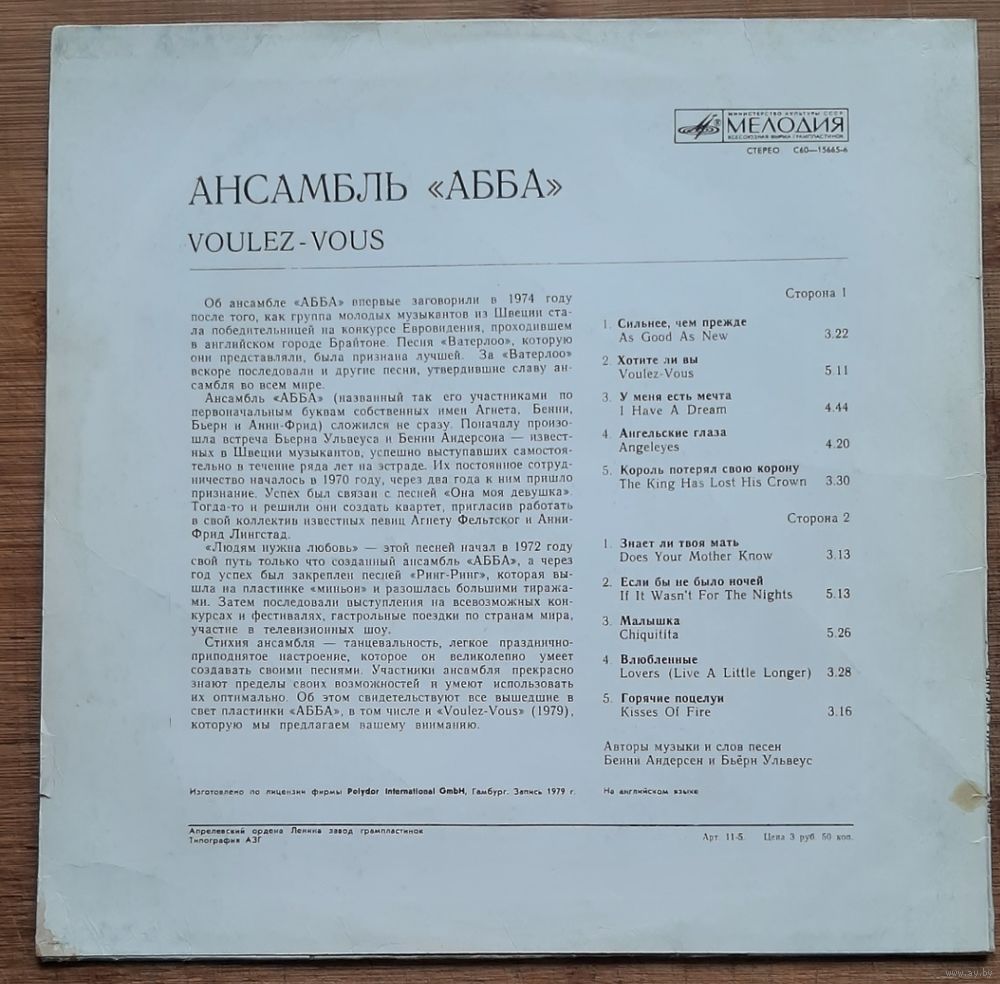 МИНИСТЕРСТВО КУЛЬТУРЫ СССР
МЕЛОДИЯ
ВСЕСОЮЗНАЯ ФИРМА ГРАМПЛАСТИНОК
СТЕРЕО С60—15665-6
АНСАМБЛЬ «АББА»
VOULEZ-VOUS
Об ансамбле «АББА» впервые заговорили в 1974 году
после того, как группа молодых музыкантов из Швеции ста-
ла победительницей на конкурсе Евровидения, проходившем
в английском городе Брайтоне. Песня «Ватерлоо», которую
они представляли, была признана лучшей. За «Ватерлоо»
вскоре последовали и другие песни, утвердившие славу ан-
самбля во всем мире.
Ансамбль «АББА» (названный так его участниками по
первоначальным буквам собственных имен Агнета, Бенни,
Бьерн и Анни-Фрид) сложился не сразу. Поначалу произо-
шла встреча Бьерна Ульвеуса и Бенни Андерсона — извест-
ных в Швеции музыкантов, успешно выступавших самостоя-
тельно в течение ряда лет на эстраде. Их постоянное сотруд-
ничество началось в 1970 году, через два года к ним пришло
признание. Успех был связан с песней «Она моя девушка».
Тогда-то и решили они создать квартет, пригласив работать
в свой коллектив известных певиц Агнету Фельтског и Анни-
Фрид Лингстад.
«Людям нужна любовь» — этой песней начал в 1972 году
свой путь только что созданный ансамбль «АББА», а через
год успех был закреплен песней «Ринг-Ринг», которая вы-
шла на пластинке «миньон» и разошлась большими тиража-
ми. Затем последовали выступления на всевозможных кон-
курсах и фестивалях, гастрольные поездки по странам мира,
участие в телевизионных шоу.
Стихия ансамбля — танцевальность, легкое празднично-
приподнятое настроение, которое он великолепно умеет
создавать своими песнями. Участники ансамбля прекрасно
знают пределы своих возможностей и умеют использовать
их оптимально. Об этом свидетельствуют все вышедшие в
свет пластинки «АББА», в том числе и «Voulez-Vous» (1979),
которую мы предлагаем вашему вниманию.
Сторона 1
1. Сильнее, чем прежде
As Good As New 3.22
2. Хотите ли вы
Voulez-Vous 5.11
3. У меня есть мечта
I Have A Dream 4.44
4. Ангельские глаза
Angeleyes 4.20
5. Король потерял свою корону
The King Has Lost His Crown 3.30
Сторона 2
1. Знает ли твоя мать
Does Your Mother Know 3.13
2. Если бы не было ночей
If It Wasn't For The Nights 5.13
3. Малышка
Chiquitita 5.26
4. Влюбленные
Lovers (Live A Little Longer) 3.28
5. Горячие поцелуи
Kisses Of Fire 3.16
Авторы музыки и слов песен
Бенни Андерсен и Бьёрн Ульвеус
Изготовлено по лицензии фирмы Polydor International GmbH, Гамбург. Запись 1979 г.
На английском языке
Апрелевский ордена Ленина завод грампластинок
Типография АЗГ
Арт. 11-5. Цена 3 руб. 50 коп.
www.ay.by